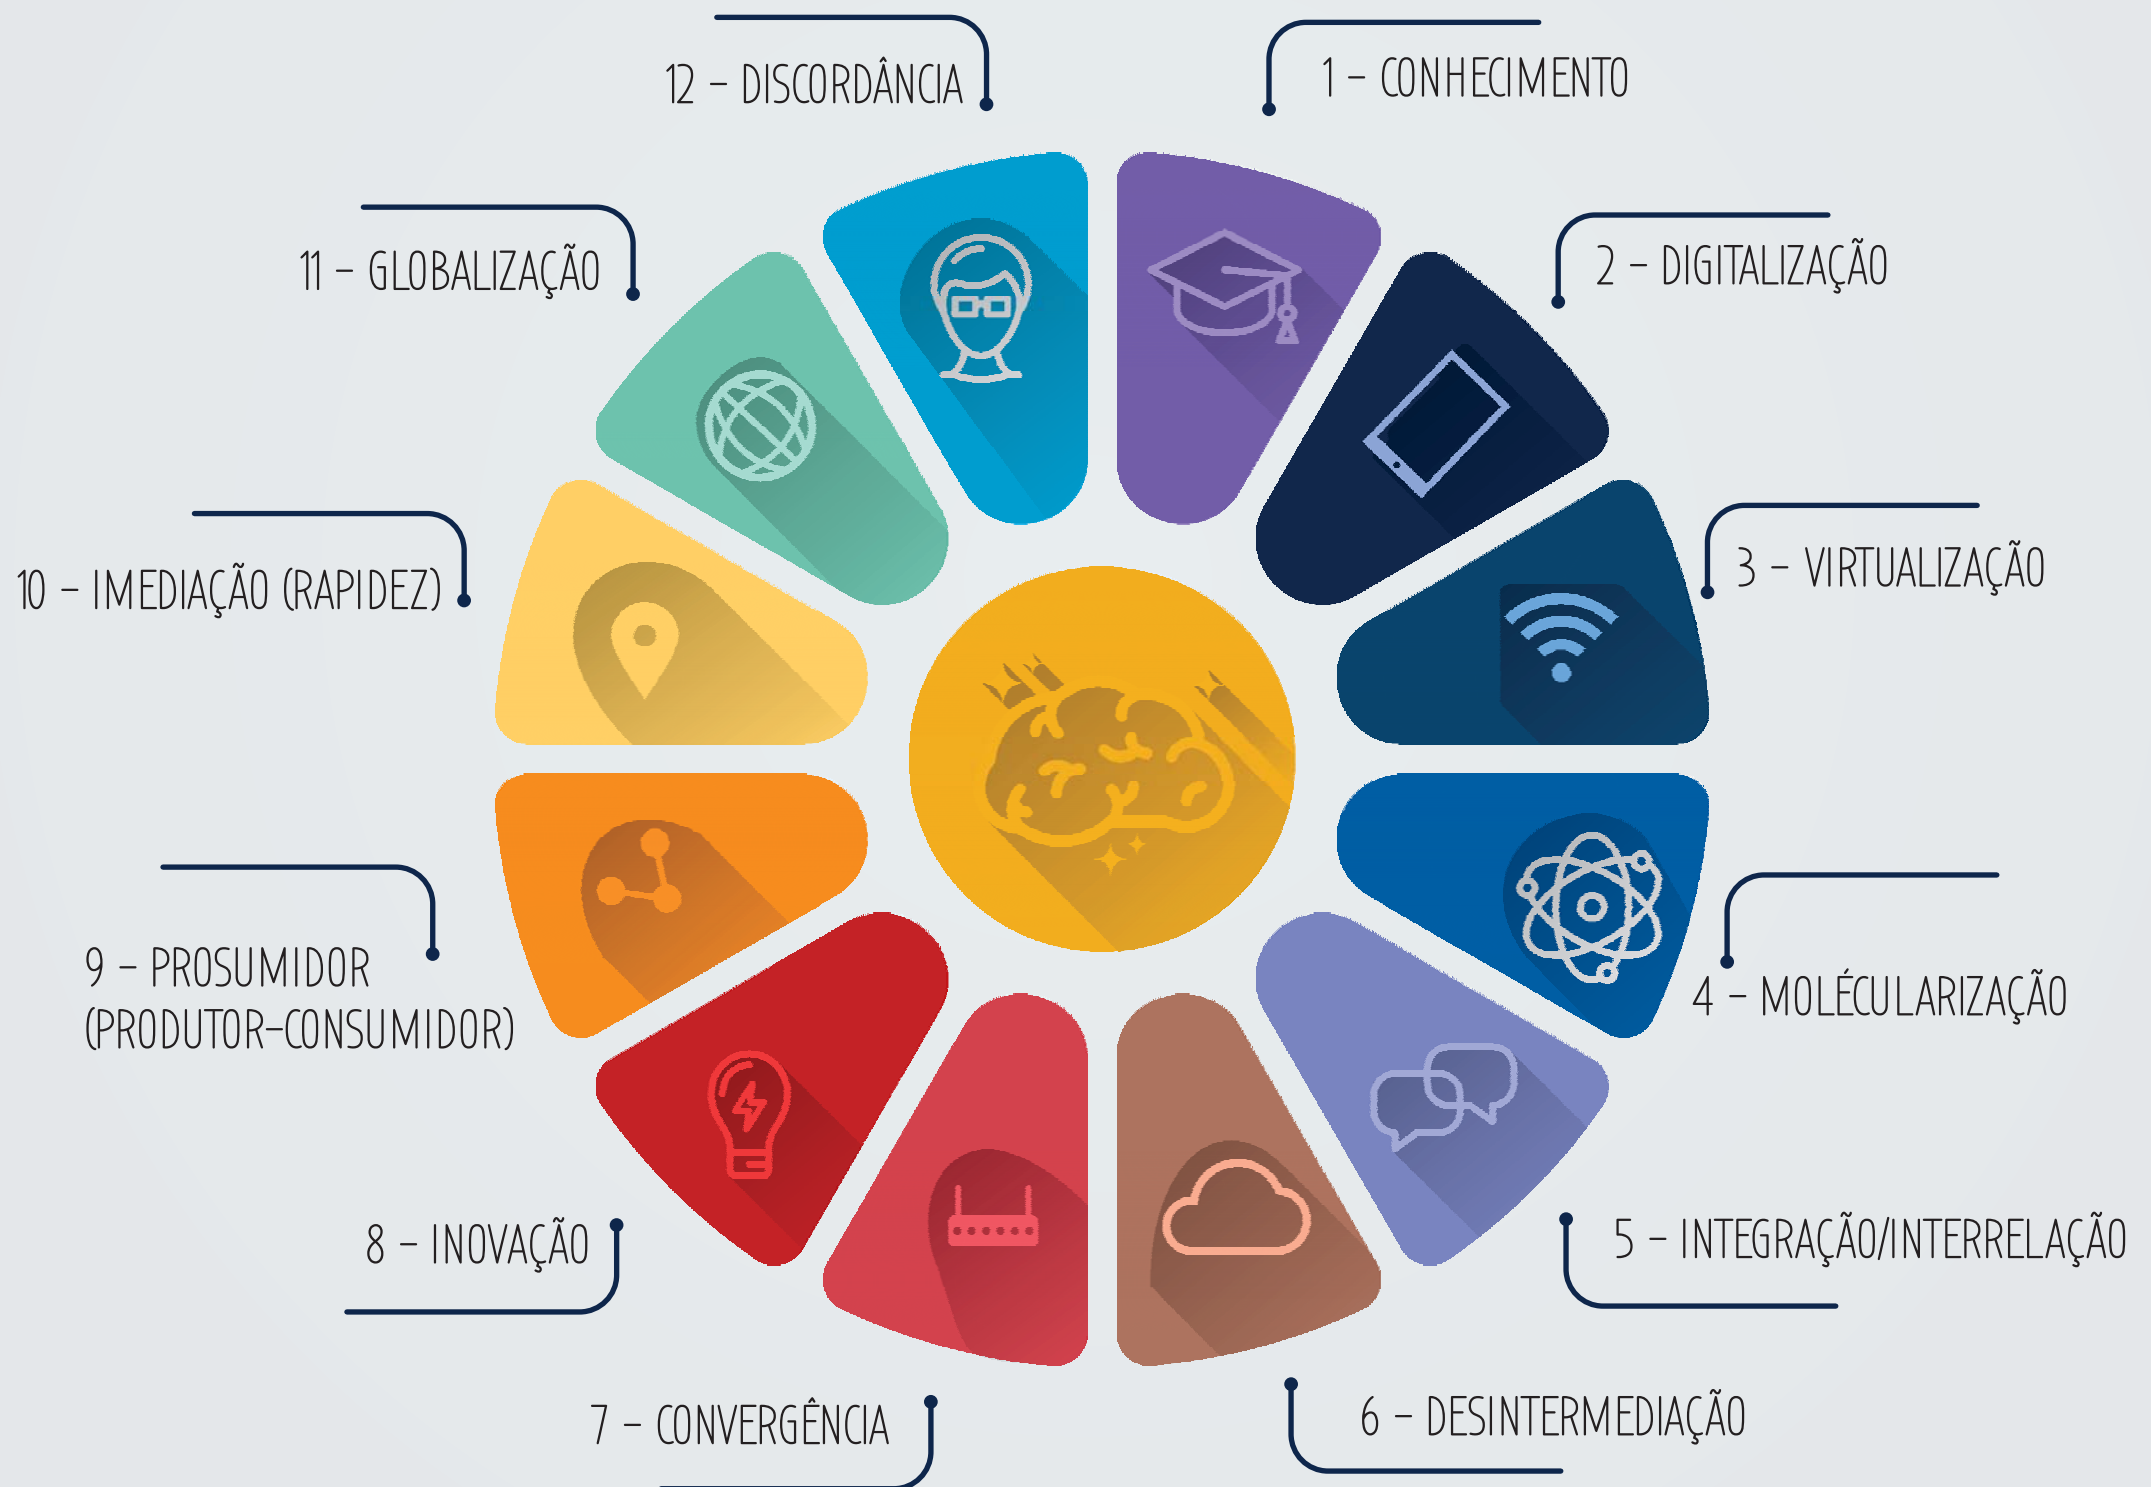 1 – CONHECIMENTO
2 – DIGITALIZAÇÃO
3 – VIRTUALIZAÇÃO
4 – MOLÉCULARIZAÇÃO
5 – INTEGRAÇÃO/INTERRELAÇÃO
6 – DESINTERMEDIAÇÃO
7 – CONVERGÊNCIA
8 – INOVAÇÃO
9 – PROSUMIDOR
(PRODUTOR-CONSUMIDOR)
10 – IMEDIAÇÃO (RAPIDEZ)
11 – GLOBALIZAÇÃO
12 – DISCORDÂNCIA